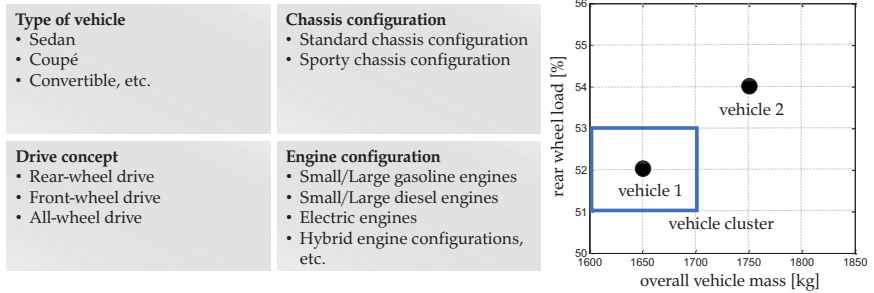 Type of vehicle
• Sedan
• Coupé
• Convertible, etc.
Chassis configuration
• Standard chassis configuration
• Sporty chassis configuration
Drive concept
• Rear-wheel drive
• Front-wheel drive
• All-wheel drive
Engine configuration
• Small/Large gasoline engines
• Small/Large diesel engines
• Electric engines
• Hybrid engine configurations,
etc.
rear wheel load [%]
56
55
54
53
52
51
50
vehicle 2
vehicle 1
vehicle cluster
1600 1650 1700 1750 1800 1850
overall vehicle mass [kg]